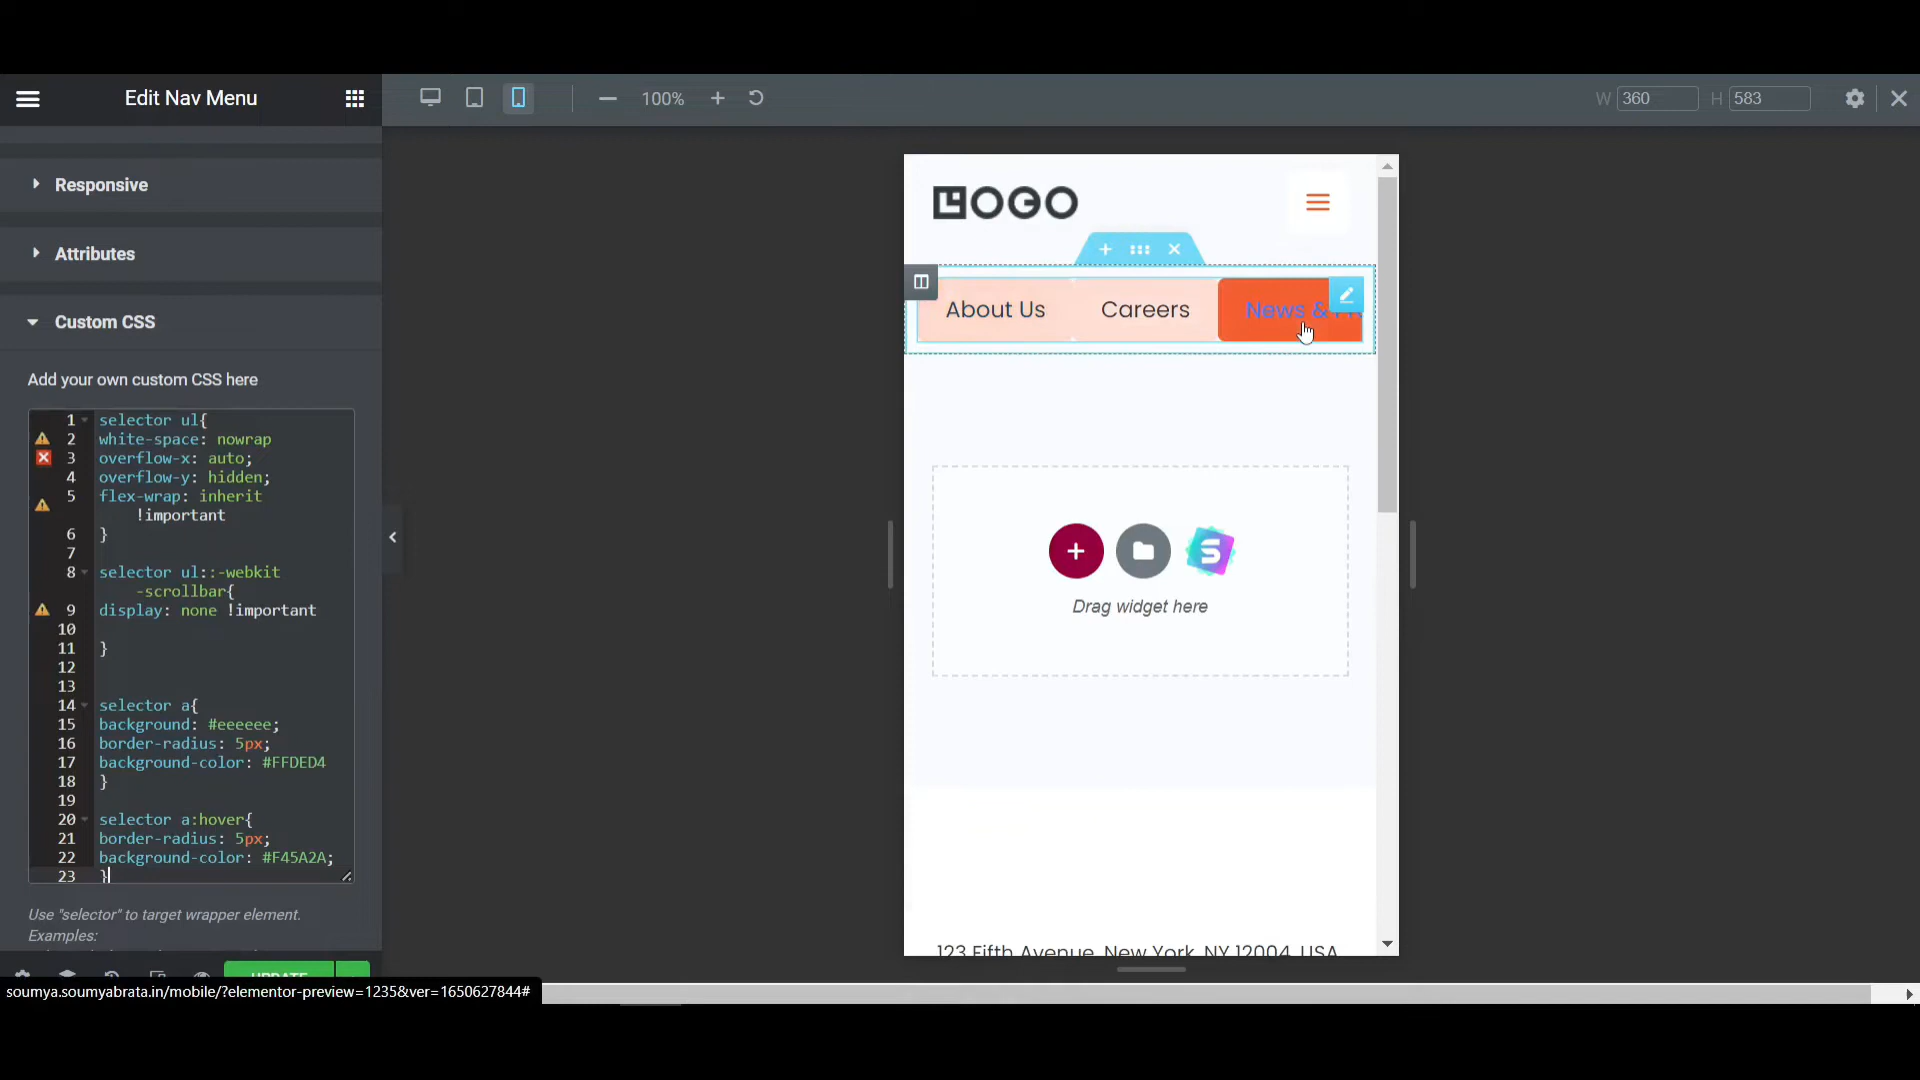 Edit Nav Menu
100%
W 360 H 583
Responsive
Attributes
Custom CSS
Add your own custom CSS here
1 selector ul{
2 white-space: nowrap
3 overflow-x: auto;
4 overflow-y: hidden;
5 flex-wrap: inherit
!important
6 }
7
8 selector ul::-webkit
-scrollbar{
9 display: none !important
10
11 }
12
13
14 selector a{
15 background: #eeeeee;
16 border-radius: 5px;
17 background-color: #FFDED4
18 }
19
20 selector a:hover{
21 border-radius: 5px;
22 background-color: #F45A2A;
23 }
Use "selector" to target wrapper element.
Examples:
UPDATE
soumya.soumyabrata.in/mobile/?elementor-preview=1235&ver=1650627844#
LOGO
About Us Careers News &
Drag widget here
123 Fifth Avenue, New York, NY 12004, USA